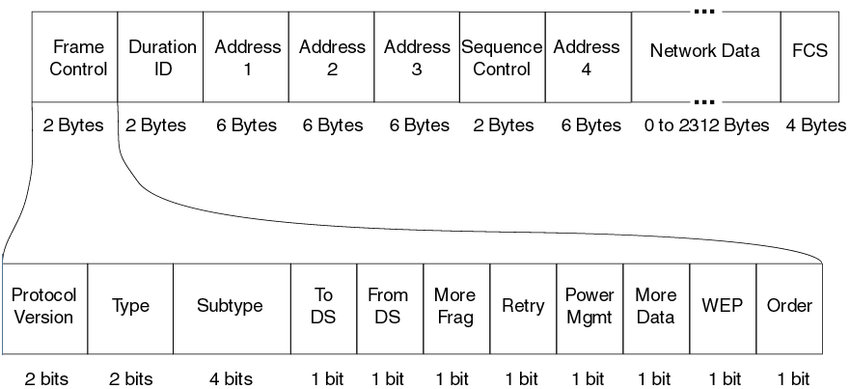 Frame Control
Duration ID
Address 1
Address 2
Address 3
Sequence Control
Address 4
Network Data
FCS
2 Bytes
2 Bytes
6 Bytes
6 Bytes
6 Bytes
2 Bytes
6 Bytes
0 to 2312 Bytes
4 Bytes
Protocol Version
Type
Subtype
To DS
From DS
More Frag
Retry
Power Mgmt
More Data
WEP
Order
2 bits
2 bits
4 bits
1 bit
1 bit
1 bit
1 bit
1 bit
1 bit
1 bit
1 bit